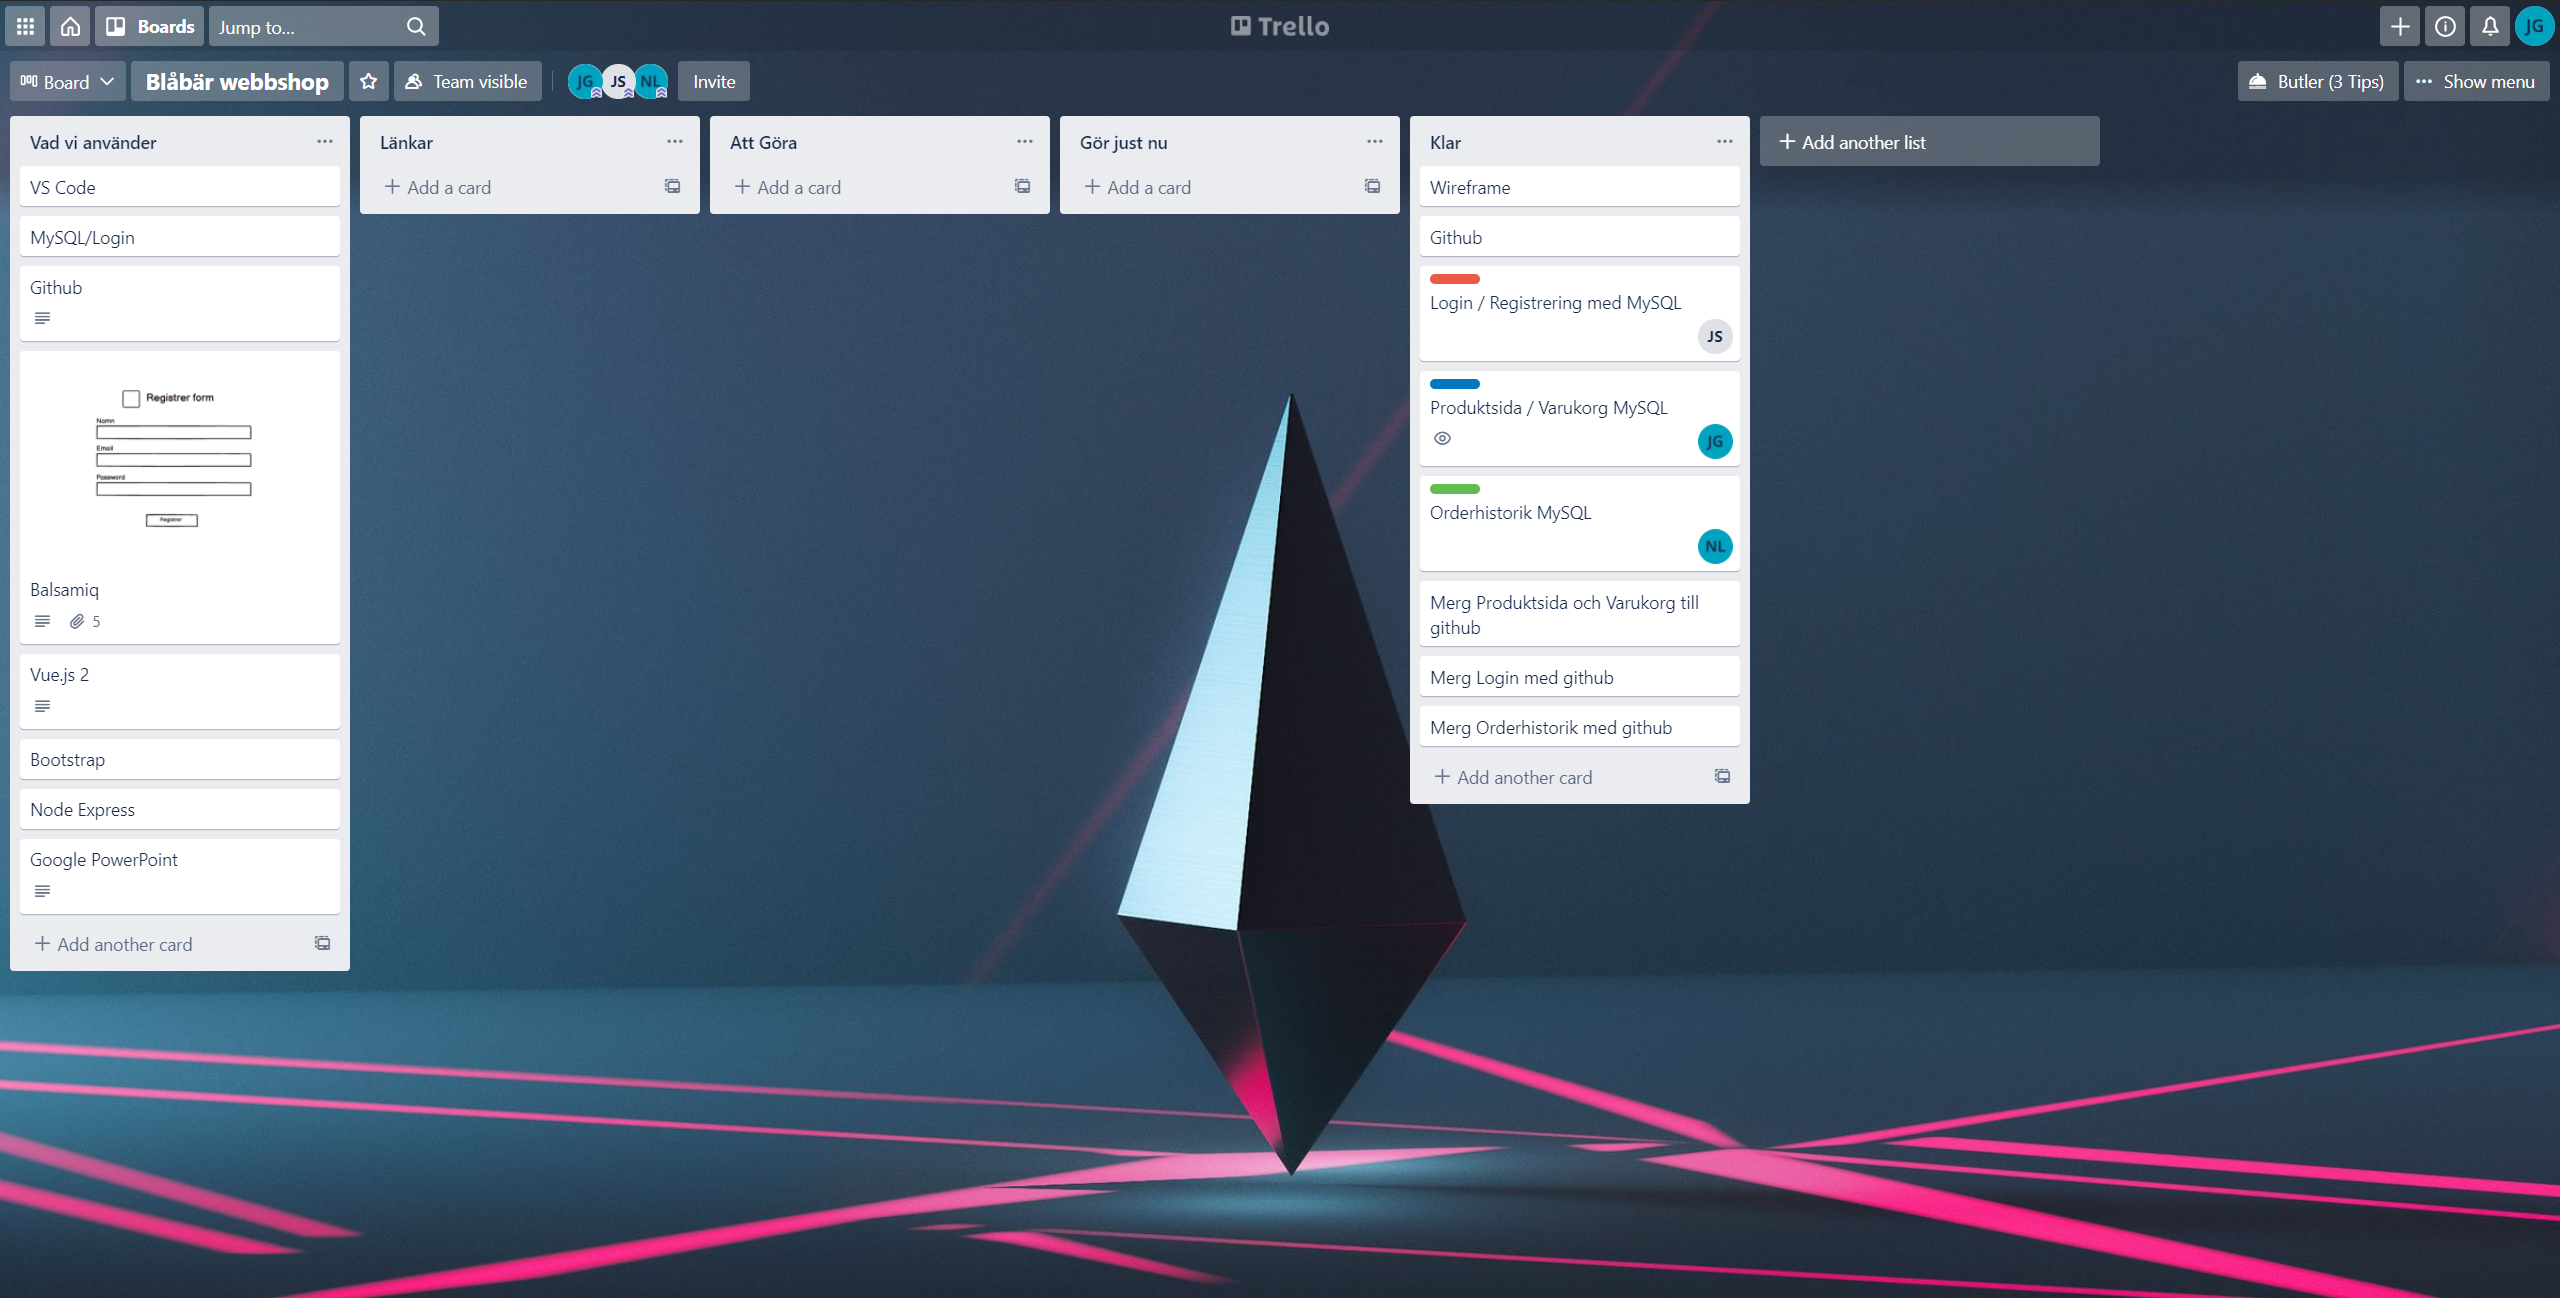 Boards
Jump to...
Trello
JG
Board
Blåbär webbshop
Team visible
JG
JS
NL
Invite
Butler (3 Tips)
Show menu
Vad vi använder
VS Code
MySQL/Login
Github
Registrer form
Namn
Email
Password
Registrer
Balsamiq
5
Vue.js 2
Bootstrap
Node Express
Google PowerPoint
Add another card
Länkar
Add a card
Att Göra
Add a card
Gör just nu
Add a card
Klar
Wireframe
Github
Login / Registrering med MySQL
JS
Produktsida / Varukorg MySQL
JG
Orderhistorik MySQL
NL
Merg Produktsida och Varukorg till
github
Merg Login med github
Merg Orderhistorik med github
Add another card
Add another list